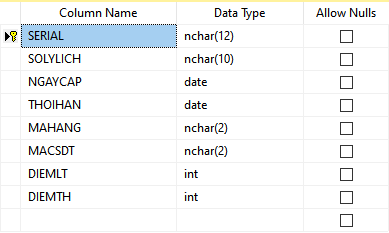 Column Name Data Type Allow Nulls
SERIAL nchar(12)
SOLYLICH nchar(10)
NGAYCAP date
THOIHAN date
MAHANG nchar(2)
MACSDT nchar(2)
DIEMLT int
DIEMTH int